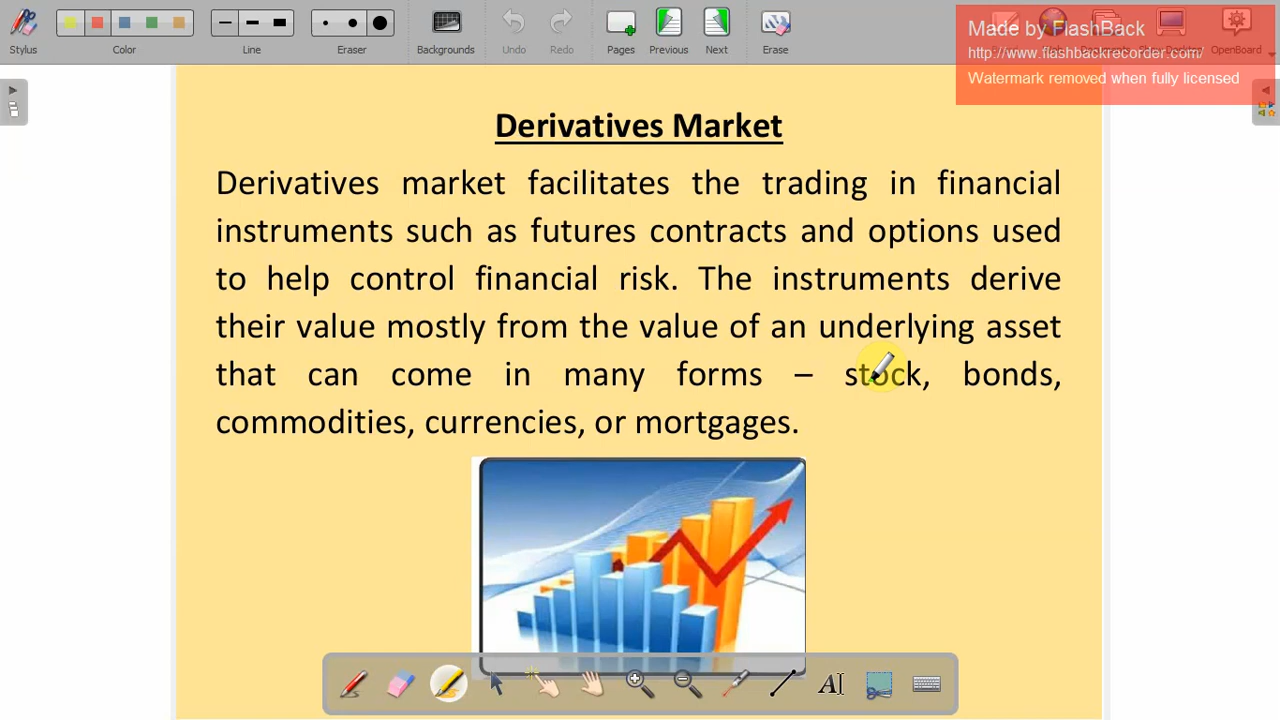 Stylus
Color
Line
Eraser
Backgrounds
Undo
Redo
Pages
Previous
Next
Erase
OpenBoard
Made by FlashBack
http://www.flashbackrecorder.com/
Watermark removed when fully licensed
Derivatives Market
Derivatives market facilitates the trading in financial
instruments such as futures contracts and options used
to help control financial risk. The instruments derive
their value mostly from the value of an underlying asset
that can come in many forms – stock, bonds,
commodities, currencies, or mortgages.
AI